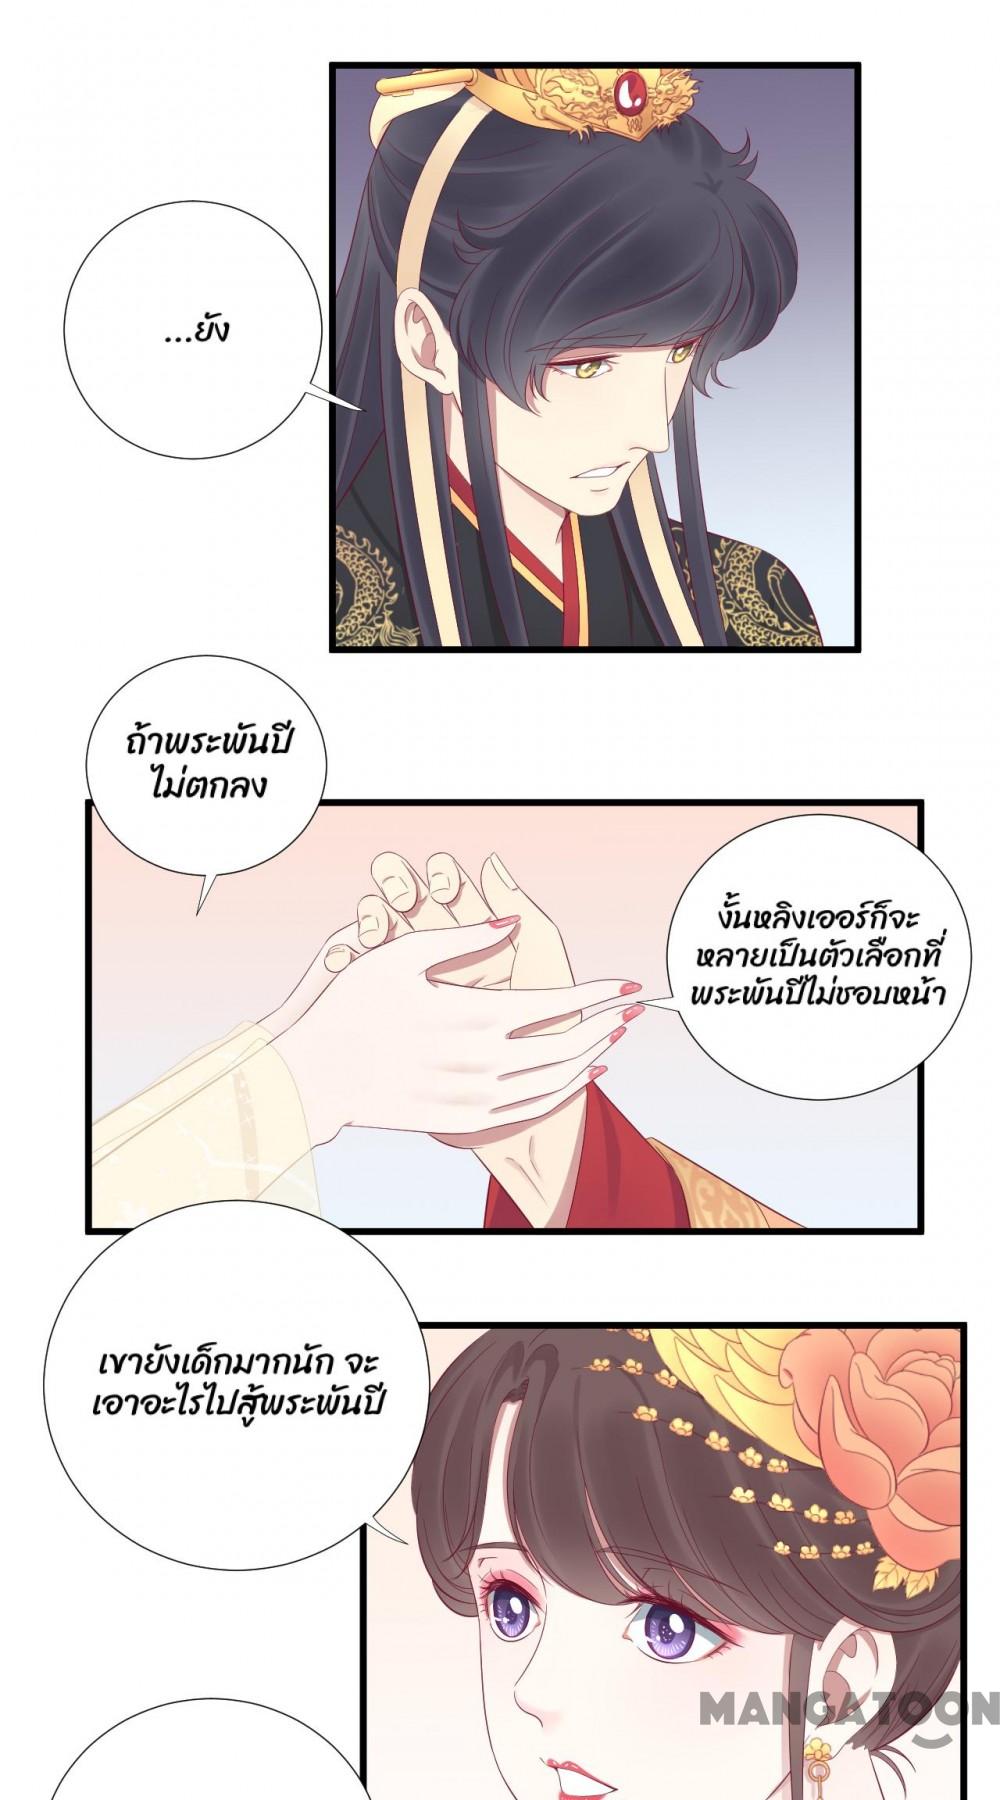 ...ยัง
ถ้าพระพันปี
ไม่ตกลง
งั้นหลิงเออร์ก็จะ
หลายเป็นตัวเลือกที่
พระพันปีไม่ชอบหน้า
เขายังเด็กมากนัก จะ
เอาอะไรไปสู้พระพันปี
MANGATOON